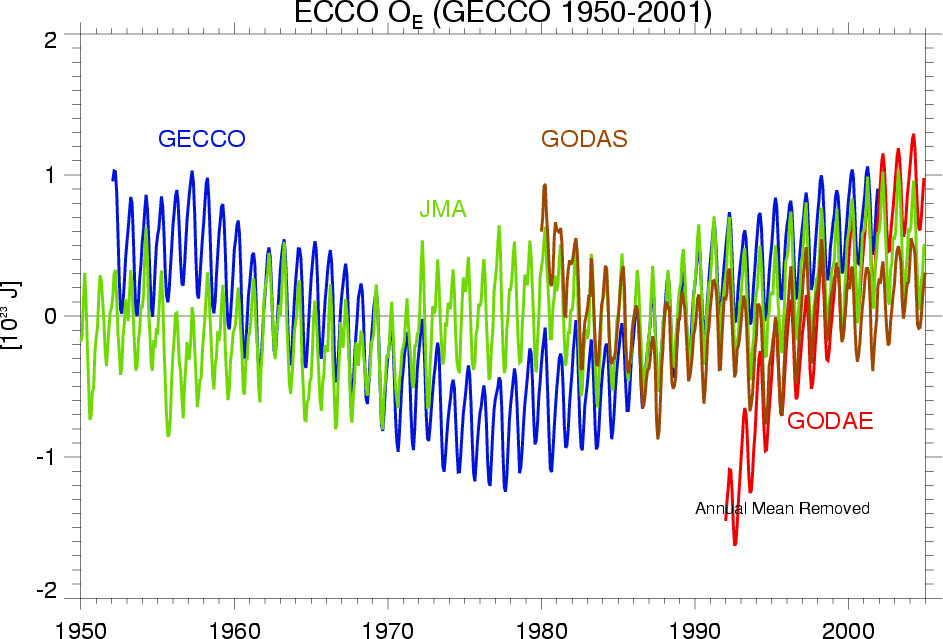 ECCO OE (GECCO 1950-2001)
2
GECCO
GODAS
1
JMA
[10²³ J]
0
GODAE
-1
Annual Mean Removed
-2
1950 1960 1970 1980 1990 2000